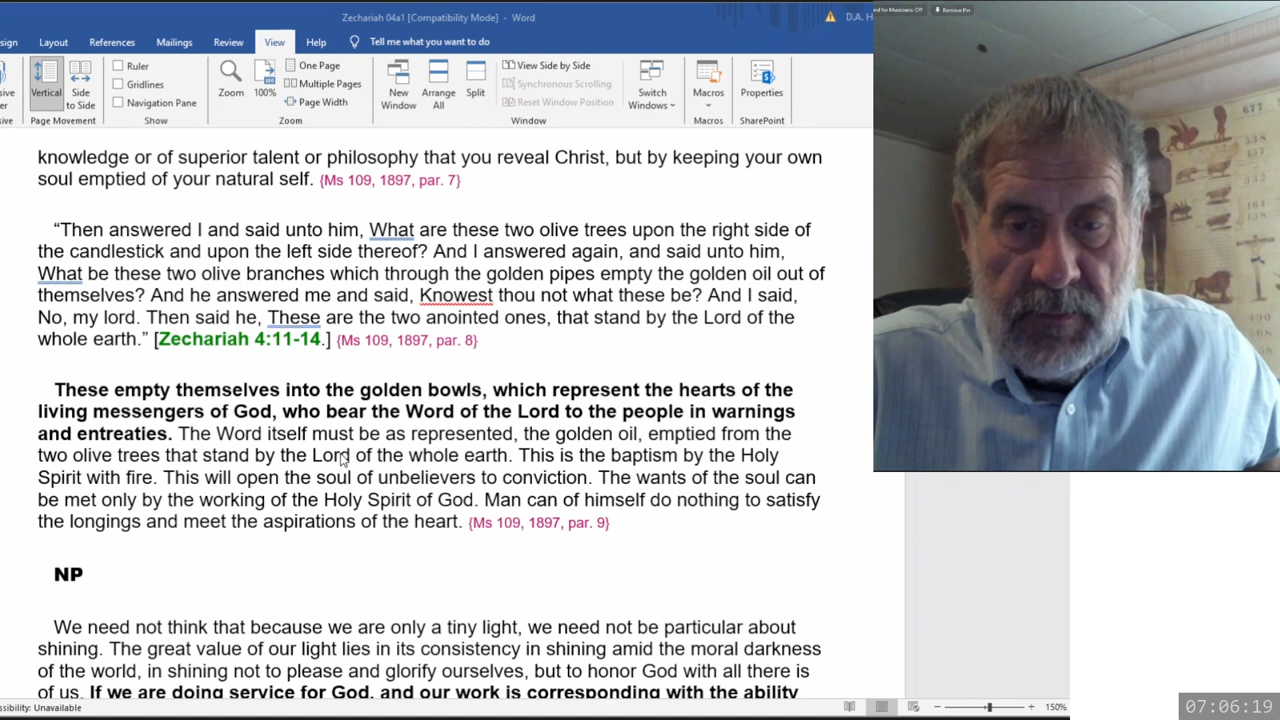 Zechariah 04a1 [Compatibility Mode] - Word
D.A. H
nd for Musicians: Off
Remove Pin
sign Layout References Mailings Review View Help Tell me what you want to do
Ruler
Gridlines
Navigation Pane
Vertical
Side
to Side
Zoom
100%
One Page
Multiple Pages
Page Width
New
Window
Arrange
All
Split
View Side by Side
Synchronous Scrolling
Reset Window Position
Switch
Windows
Macros
Properties
Page Movement Show Zoom Window Macros SharePoint
knowledge or of superior talent or philosophy that you reveal Christ, but by keeping your own
soul emptied of your natural self. {Ms 109, 1897, par. 7}
“Then answered I and said unto him, What are these two olive trees upon the right side of
the candlestick and upon the left side thereof? And I answered again, and said unto him,
What be these two olive branches which through the golden pipes empty the golden oil out of
themselves? And he answered me and said, Knowest thou not what these be? And I said,
No, my lord. Then said he, These are the two anointed ones, that stand by the Lord of the
whole earth.” [Zechariah 4:11-14.] {Ms 109, 1897, par. 8}
These empty themselves into the golden bowls, which represent the hearts of the
living messengers of God, who bear the Word of the Lord to the people in warnings
and entreaties. The Word itself must be as represented, the golden oil, emptied from the
two olive trees that stand by the Lord of the whole earth. This is the baptism by the Holy
Spirit with fire. This will open the soul of unbelievers to conviction. The wants of the soul can
be met only by the working of the Holy Spirit of God. Man can of himself do nothing to satisfy
the longings and meet the aspirations of the heart. {Ms 109, 1897, par. 9}
NP
We need not think that because we are only a tiny light, we need not be particular about
shining. The great value of our light lies in its consistency in shining amid the moral darkness
of the world, in shining not to please and glorify ourselves, but to honor God with all there is
of us. If we are doing service for God, and our work is corresponding with the ability
ssibility: Unavailable
150%
07:06:19